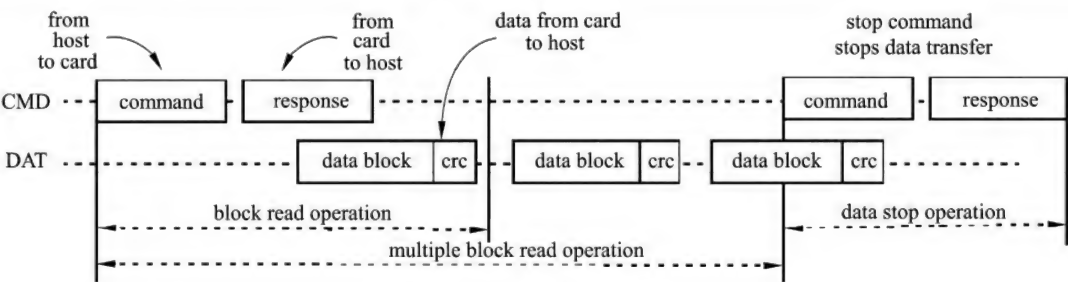 from
host
to card
from
card
to host
data from card
to host
stop command
stops data transfer
CMD
command
response
command
response
DAT
data block
crc
data block
crc
data block
crc
block read operation
data stop operation
multiple block read operation